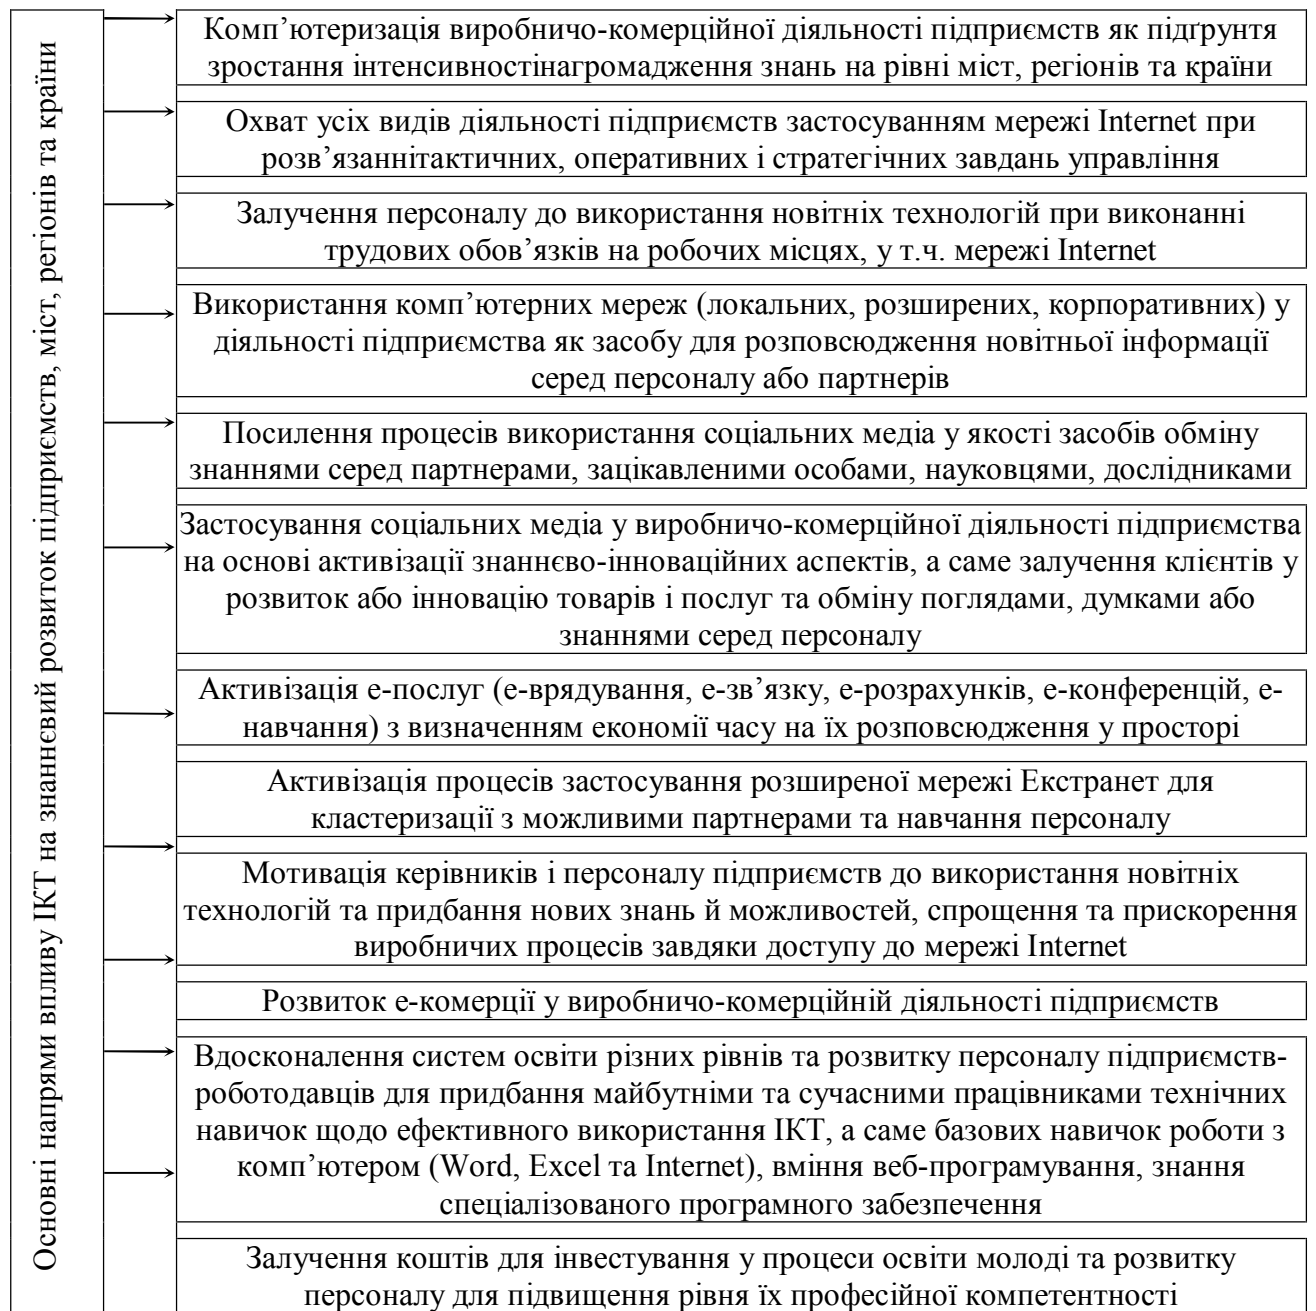 Основні напрями впливу ІКТ на знаннєвий розвиток підприємств, міст, регіонів та країни
Комп’ютеризація виробничо-комерційної діяльності підприємств як підґрунтя
зростання інтенсивностінагромадження знань на рівні міст, регіонів та країни
Охват усіх видів діяльності підприємств застосуванням мережі Internet при
розв’язаннітактичних, оперативних і стратегічних завдань управління
Залучення персоналу до використання новітніх технологій при виконанні
трудових обов’язків на робочих місцях, у т.ч. мережі Internet
Використання комп’ютерних мереж (локальних, розширених, корпоративних) у
діяльності підприємства як засобу для розповсюдження новітньої інформації
серед персоналу або партнерів
Посилення процесів використання соціальних медіа у якості засобів обміну
знаннями серед партнерами, зацікавленими особами, науковцями, дослідниками
Застосування соціальних медіа у виробничо-комерційної діяльності підприємства
на основі активізації знаннєво-інноваційних аспектів, а саме залучення клієнтів у
розвиток або інновацію товарів і послуг та обміну поглядами, думками або
знаннями серед персоналу
Активізація е-послуг (е-врядування, е-зв’язку, е-розрахунків, е-конференцій, е-
навчання) з визначенням економії часу на їх розповсюдження у просторі
Активізація процесів застосування розширеної мережі Екстранет для
кластеризації з можливими партнерами та навчання персоналу
Мотивація керівників і персоналу підприємств до використання новітніх
технологій та придбання нових знань й можливостей, спрощення та прискорення
виробничих процесів завдяки доступу до мережі Internet
Розвиток е-комерції у виробничо-комерційній діяльності підприємств
Вдосконалення систем освіти різних рівнів та розвитку персоналу підприємств-
роботодавців для придбання майбутніми та сучасними працівниками технічних
навичок щодо ефективного використання ІКТ, а саме базових навичок роботи з
комп’ютером (Word, Excel та Internet), вміння веб-програмування, знання
спеціалізованого програмного забезпечення
Залучення коштів для інвестування у процеси освіти молоді та розвитку
персоналу для підвищення рівня їх професійної компетентності